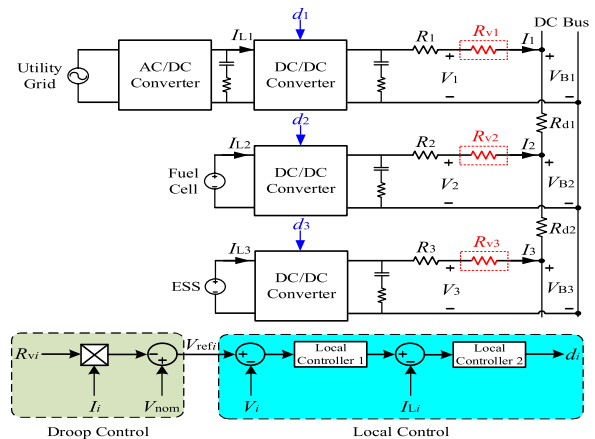 d1
DC Bus
IL1
R1
Rv1
I1
Utility
Grid
AC/DC
Converter
DC/DC
Converter
V1
VB1
d2
Rd1
IL2
R2
Rv2
I2
Fuel
Cell
DC/DC
Converter
V2
VB2
d3
Rd2
IL3
R3
Rv3
I3
ESS
DC/DC
Converter
V3
VB3
Rvi
Vrefi
Local
Controller 1
Local
Controller 2
di
Ii
Vnom
Vi
ILi
Droop Control
Local Control